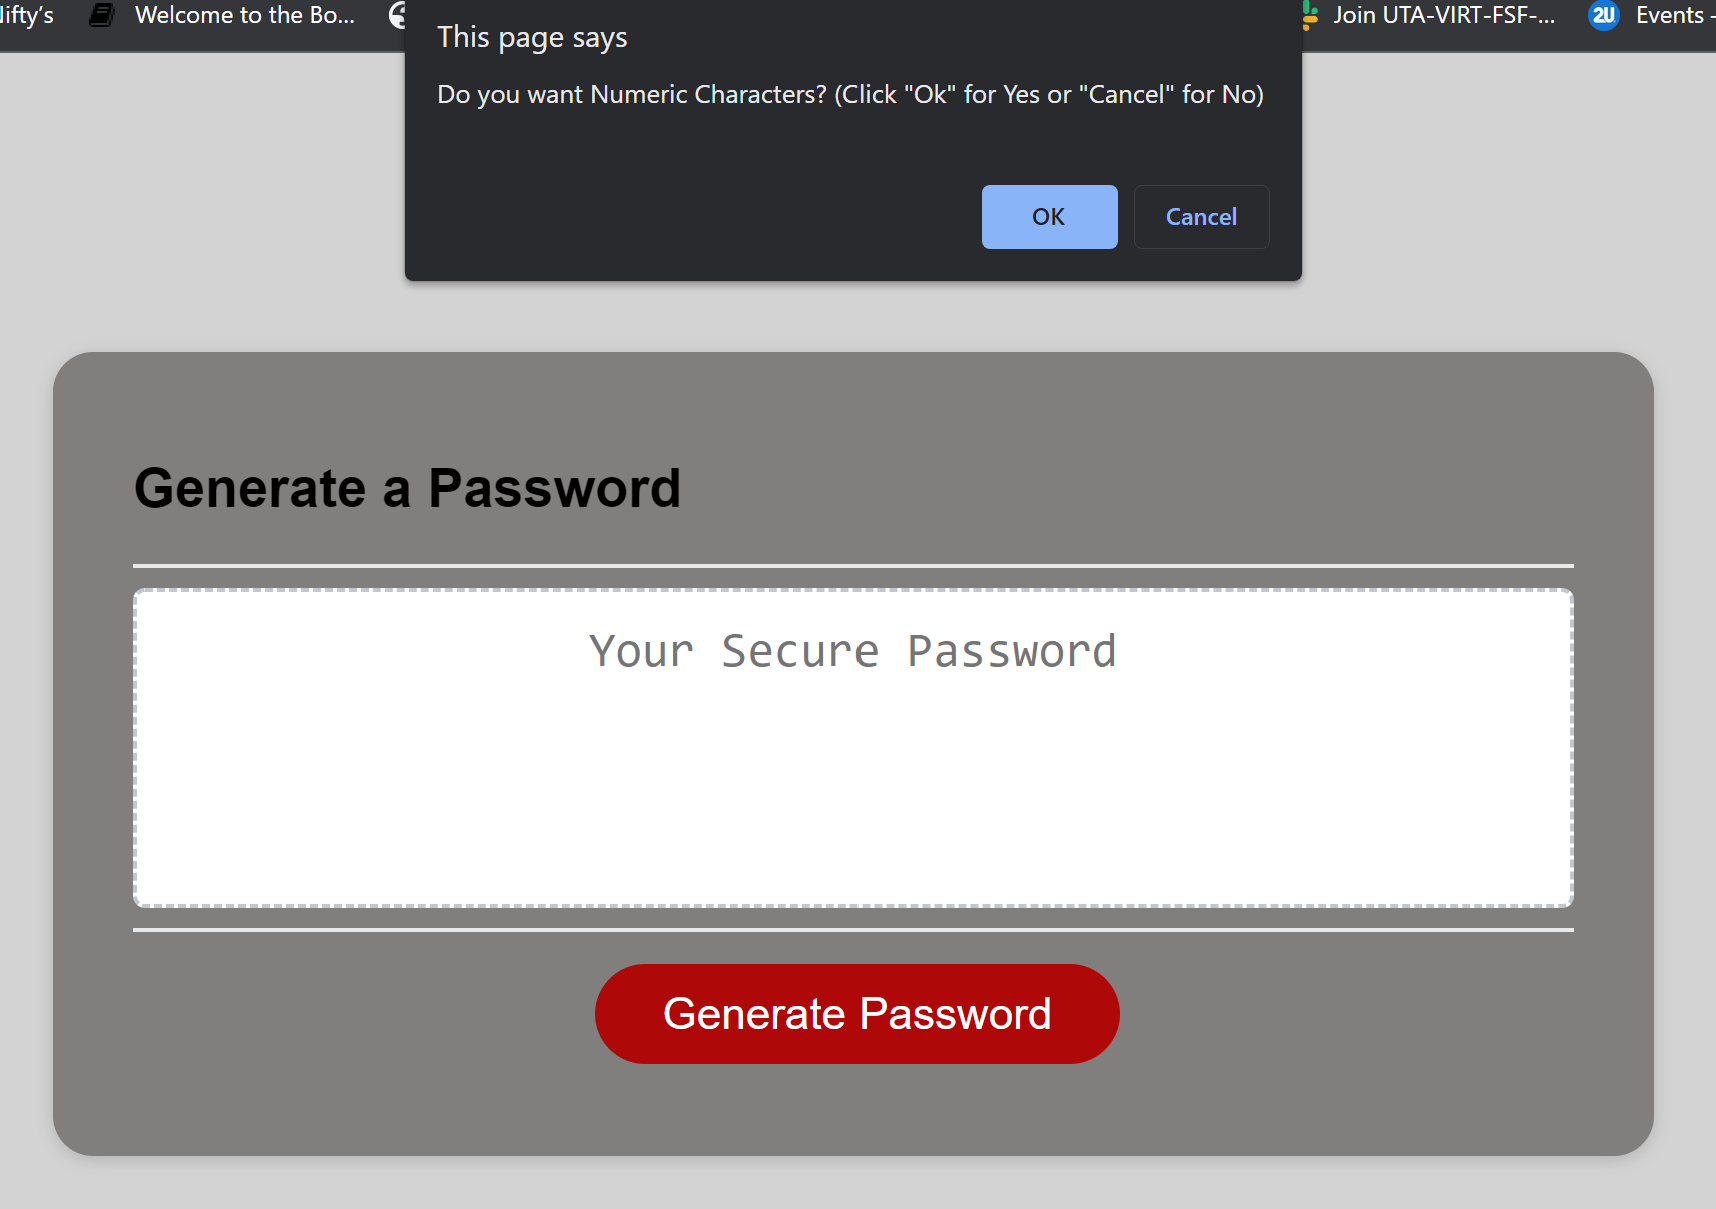 Welcome to the Bo...
Join UTA-VIRT-FSF-...
2U
Events -
This page says
Do you want Numeric Characters? (Click "Ok" for Yes or "Cancel" for No)
OK
Cancel
Generate a Password
Your Secure Password
Generate Password